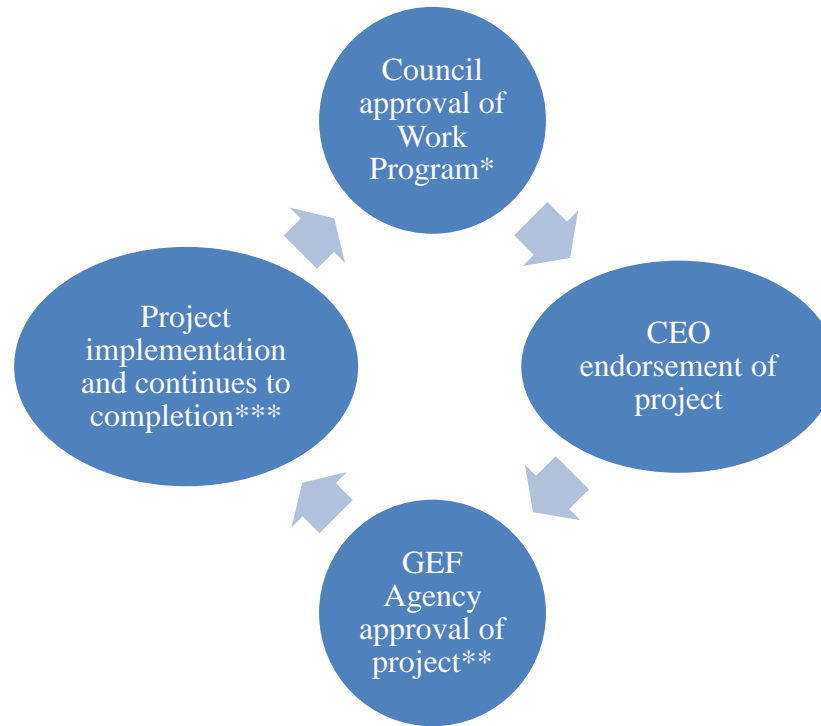 Council
approval of
Work
Program*
CEO
endorsement of
project
GEF
Agency
approval of
project**
Project
implementation
and continues to
completion***